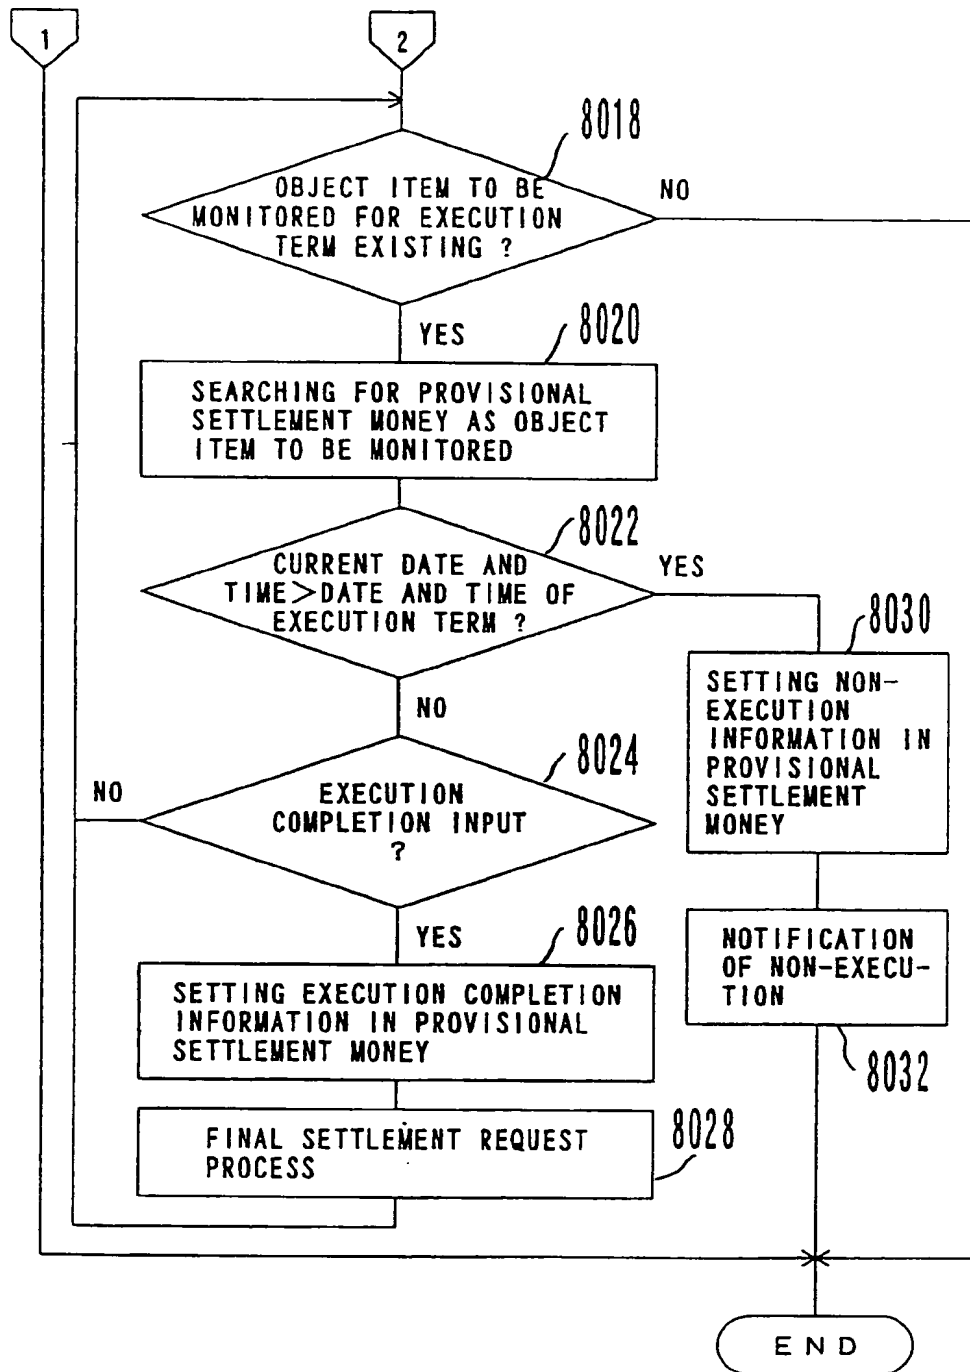 1
2
8018
OBJECT ITEM TO BE
MONITORED FOR EXECUTION
TERM EXISTING ?
NO
YES
8020
SEARCHING FOR PROVISIONAL
SETTLEMENT MONEY AS OBJECT
ITEM TO BE MONITORED
8022
CURRENT DATE AND
TIME>DATE AND TIME OF
EXECUTION TERM ?
YES
NO
8030
SETTING NON-
EXECUTION
INFORMATION IN
PROVISIONAL
SETTLEMENT
MONEY
8024
EXECUTION
COMPLETION INPUT
?
NO
YES
8026
SETTING EXECUTION COMPLETION
INFORMATION IN PROVISIONAL
SETTLEMENT MONEY
NOTIFICATION
OF NON-EXECU-
TION
8032
FINAL SETTLEMENT REQUEST
PROCESS
8028
END